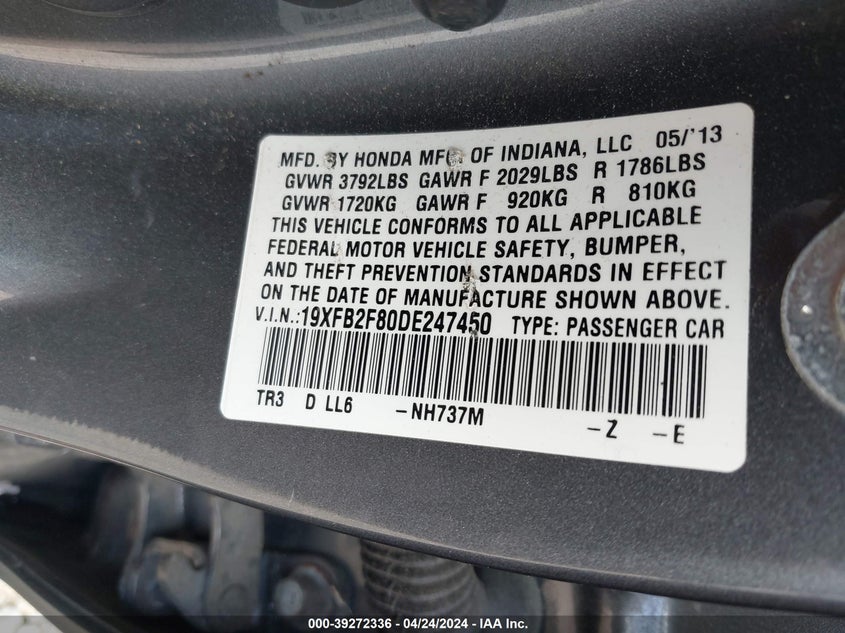 MFD. BY HONDA MFG OF INDIANA, LLC 05/'13
GVWR 3792LBS GAWR F 2029LBS R 1786LBS
GVWR 1720KG GAWR F 920KG R 810KG
THIS VEHICLE CONFORMS TO ALL APPLICABLE
FEDERAL MOTOR VEHICLE SAFETY, BUMPER,
AND THEFT PREVENTION STANDARDS IN EFFECT
ON THE DATE OF MANUFACTURE SHOWN ABOVE.
V.I.N.:19XFB2F80DE247450 TYPE: PASSENGER CAR
TR3 D LL6 -NH737M -Z -E
000-39272336 / 04/24/2024 - IAA Inc.